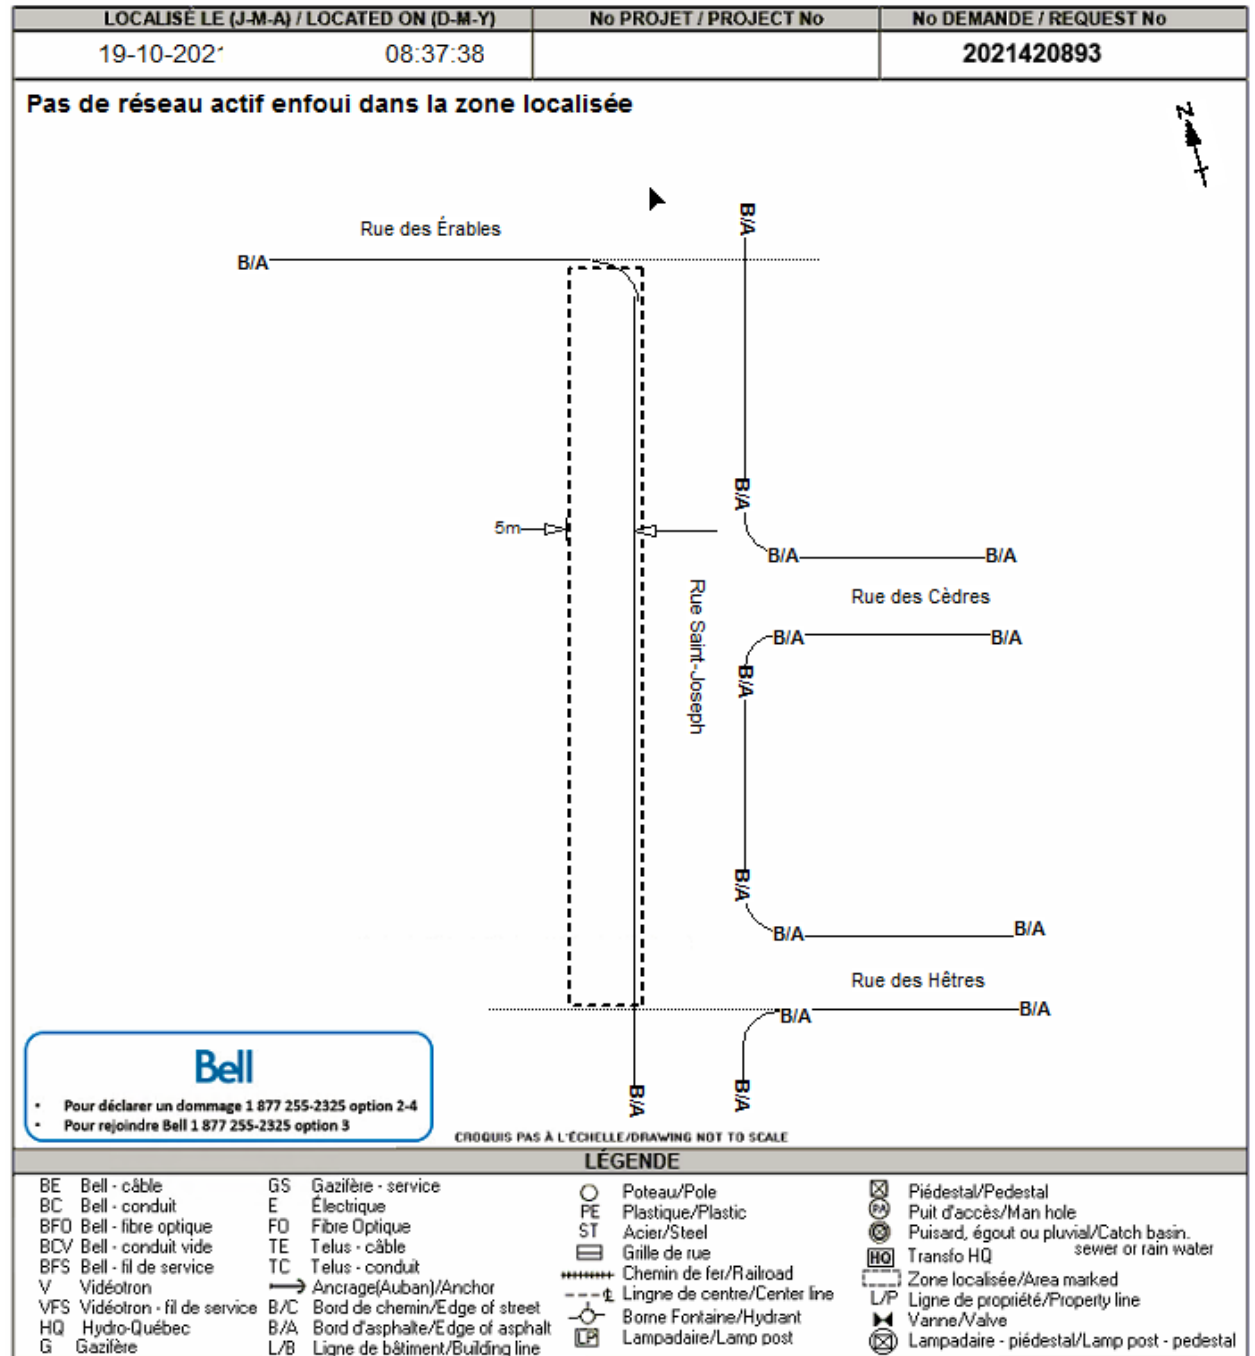 LOCALISÉ LE (J-M-A) / LOCATED ON (D-M-Y) No PROJET / PROJECT No No DEMANDE / REQUEST No
08:37:38 2021420893
Pas de réseau actif enfoui dans la zone localisée
N
Rue des Érables
B/A
B/A
B/A
5m
B/A B/A
Rue des Cèdres
Rue Saint-Joseph
B/A B/A
B/A
B/A
B/A B/A
Rue des Hêtres
B/A B/A
B/A B/A
Bell
• Pour déclarer un dommage 1 877 255-2325 option 2-4
• Pour rejoindre Bell 1 877 255-2325 option 3
CROQUIS PAS À L'ÉCHELLE/DRAWING NOT TO SCALE
LÉGENDE
BE Bell - câble
BC Bell - conduit
BFO Bell - fibre optique
BCV Bell - conduit vide
BFS Bell - fil de service
V Vidéotron
VFS Vidéotron - fil de service
HQ Hydro-Québec
G Gazifère
GS Gazifère - service
E Électrique
FO Fibre Optique
TE Telus - câble
TC Telus - conduit
Ancrage(Auban)/Anchor
B/C Bord de chemin/Edge of street
B/A Bord d'asphalte/Edge of asphalt
L/B Ligne de bâtiment/Building line
Poteau/Pole
PE Plastique/Plastic
ST Acier/Steel
Grille de rue
Chemin de fer/Railroad
Lingne de centre/Center line
Borne Fontaine/Hydrant
LP Lampadaire/Lamp post
Piédestal/Pedestal
PA Puit d'accès/Man hole
Puisard, égout ou pluvial/Catch basin.
sewer or rain water
HQ Transfo HQ
Zone localisée/Area marked
L/P Ligne de propriété/Property line
Vanne/Valve
Lampadaire - piédestal/Lamp post - pedestal